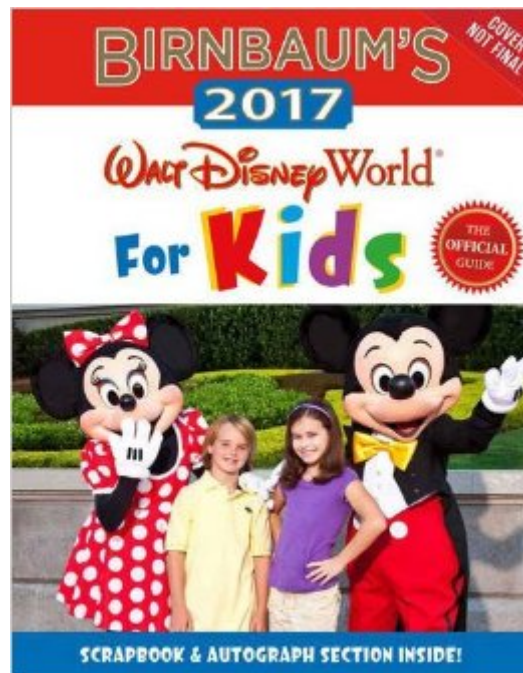 BIRNBAUM'S
COVER
NOT FINAL
2017
WALT DISNEY World®
For Kids
THE
OFFICIAL
GUIDE
SCRAPBOOK & AUTOGRAPH SECTION INSIDE!